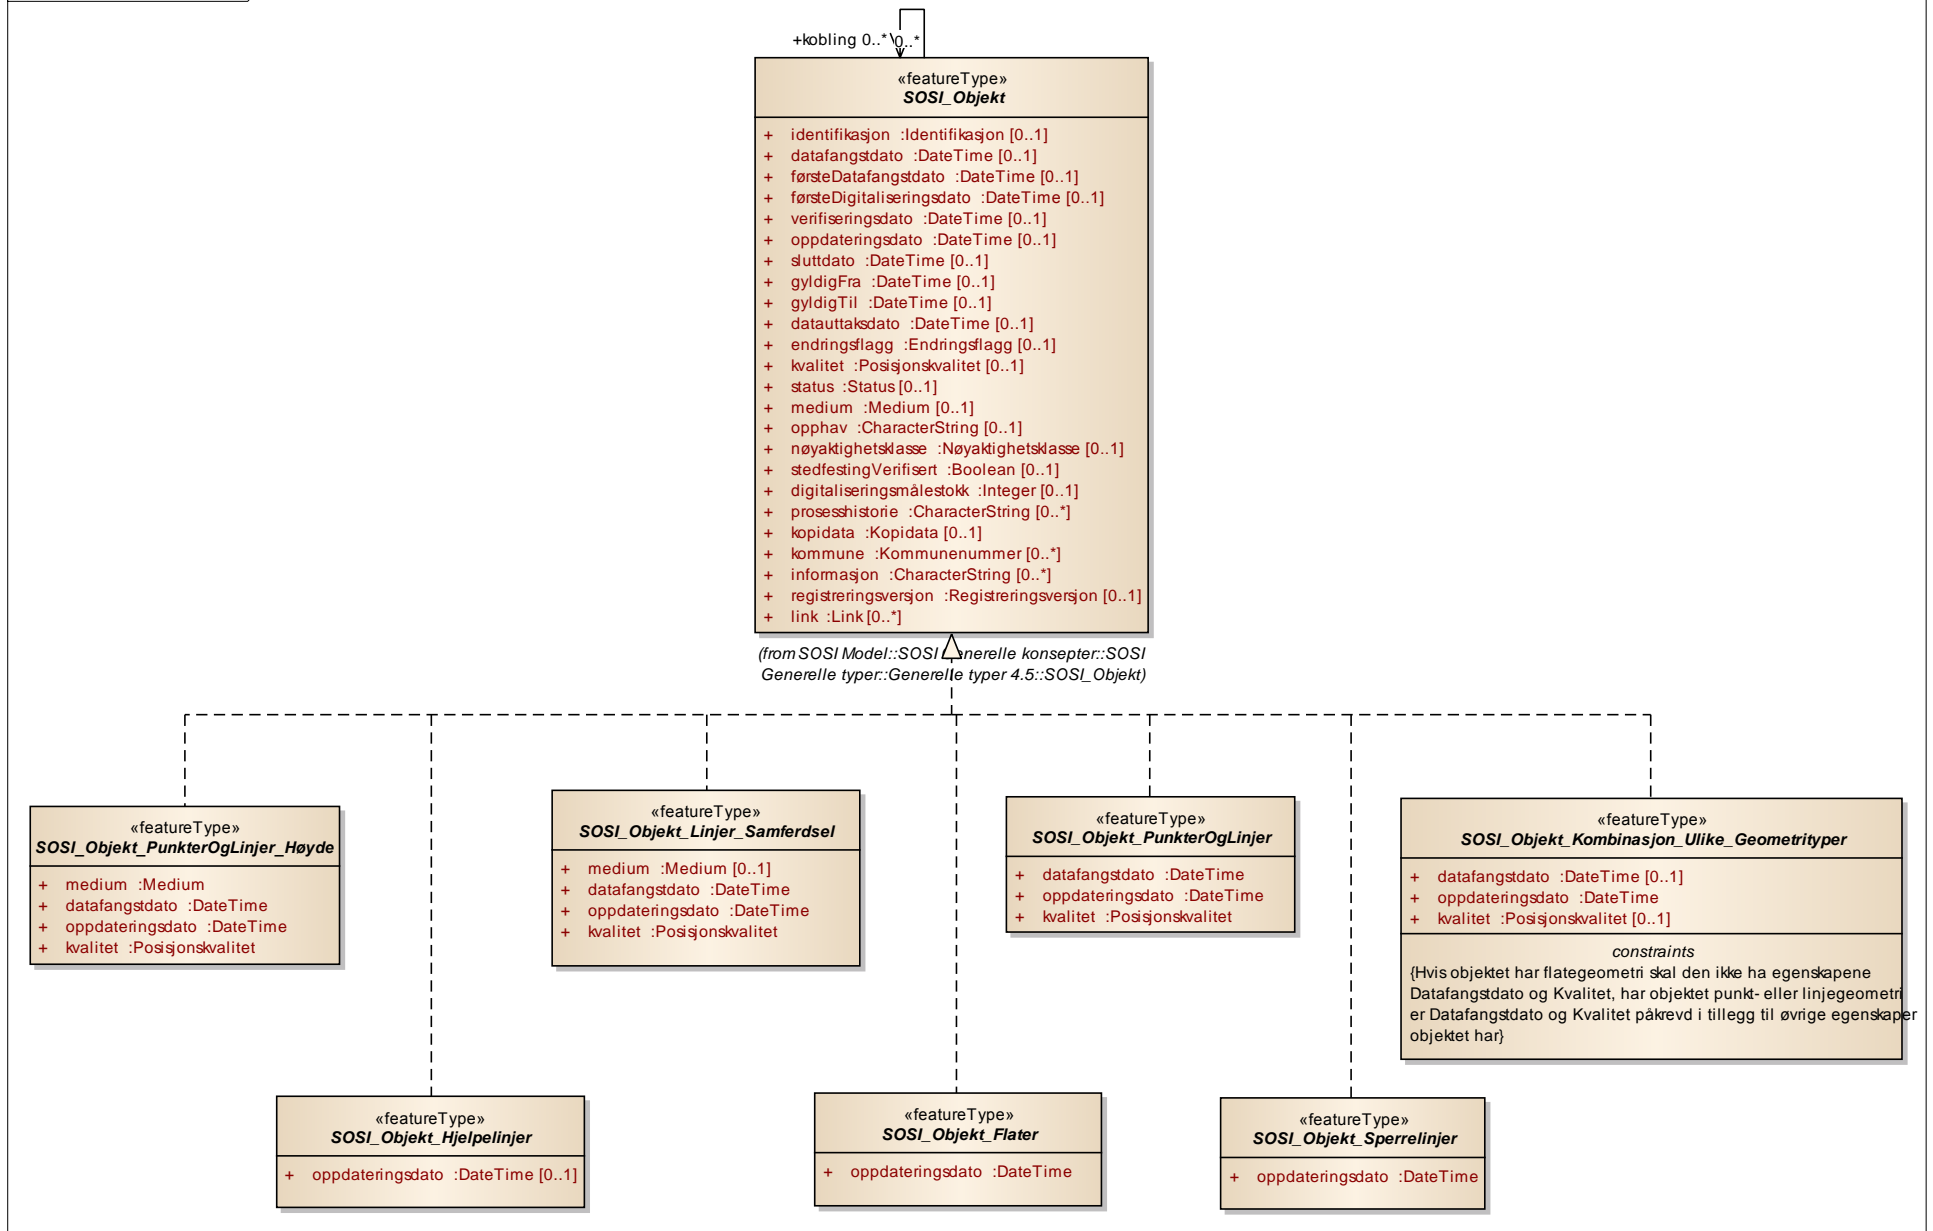 +kobling 0..*
0..*
«featureType»
SOSI_Objekt
+ identifikasjon :Identifikasjon [0..1]
+ datafangstdato :DateTime [0..1]
+ førsteDatafangstdato :DateTime [0..1]
+ førsteDigitaliseringsdato :DateTime [0..1]
+ verifiseringsdato :DateTime [0..1]
+ oppdateringsdato :DateTime [0..1]
+ sluttdato :DateTime [0..1]
+ gyldigFra :DateTime [0..1]
+ gyldigTil :DateTime [0..1]
+ datauttaksdato :DateTime [0..1]
+ endringsflagg :Endringsflagg [0..1]
+ kvalitet :Posisjonskvalitet [0..1]
+ status :Status [0..1]
+ medium :Medium [0..1]
+ opphav :CharacterString [0..1]
+ nøyaktighetsklasse :Nøyaktighetsklasse [0..1]
+ stedfestingVerifisert :Boolean [0..1]
+ digitaliseringsmålestokk :Integer [0..1]
+ prosesshistorie :CharacterString [0..*]
+ kopidata :Kopidata [0..1]
+ kommune :Kommunenummer [0..*]
+ informasjon :CharacterString [0..*]
+ registreringsversjon :Registreringsversjon [0..1]
+ link :Link [0..*]
(from SOSI Model::SOSI Generelle konsepter::SOSI
Generelle typer::Generelle typer 4.5::SOSI_Objekt)
«featureType»
SOSI_Objekt_PunkterOgLinjer_Høyde
+ medium :Medium
+ datafangstdato :DateTime
+ oppdateringsdato :DateTime
+ kvalitet :Posisjonskvalitet
«featureType»
SOSI_Objekt_Linjer_Samferdsel
+ medium :Medium [0..1]
+ datafangstdato :DateTime
+ oppdateringsdato :DateTime
+ kvalitet :Posisjonskvalitet
«featureType»
SOSI_Objekt_PunkterOgLinjer
+ datafangstdato :DateTime
+ oppdateringsdato :DateTime
+ kvalitet :Posisjonskvalitet
«featureType»
SOSI_Objekt_Kombinasjon_Ulike_Geometrityper
+ datafangstdato :DateTime [0..1]
+ oppdateringsdato :DateTime
+ kvalitet :Posisjonskvalitet [0..1]
constraints
{Hvis objektet har flategeometri skal den ikke ha egenskapene
Datafangstdato og Kvalitet, har objektet punkt- eller linjegeometri
er Datafangstdato og Kvalitet påkrevd i tillegg til øvrige egenskaper
objektet har}
«featureType»
SOSI_Objekt_Hjelpelinjer
+ oppdateringsdato :DateTime [0..1]
«featureType»
SOSI_Objekt_Flater
+ oppdateringsdato :DateTime
«featureType»
SOSI_Objekt_Sperrelinjer
+ oppdateringsdato :DateTime